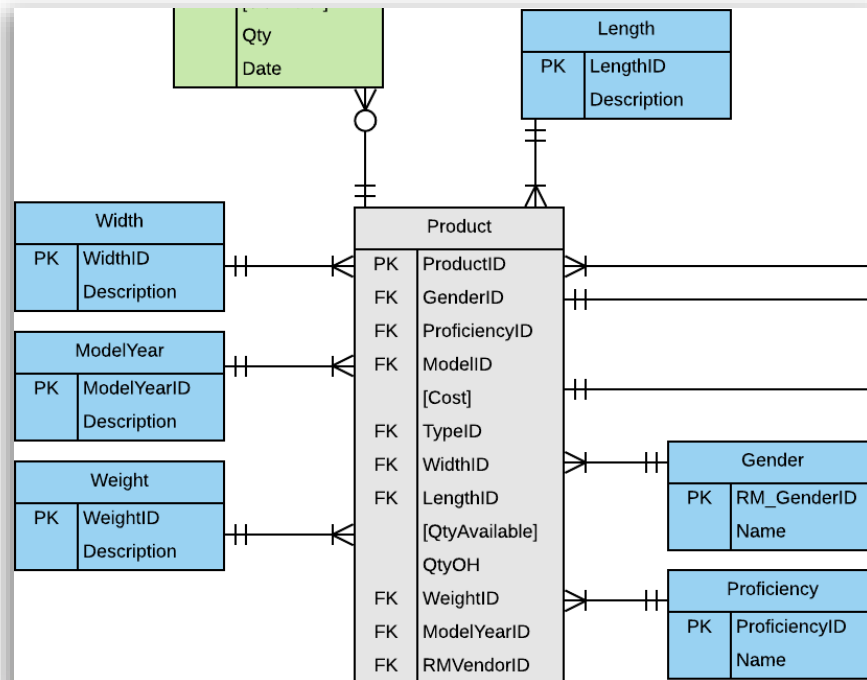 Qty
Date
Length
PK LengthID
Description
Width
PK WidthID
Description
ModelYear
PK ModelYearID
Description
Weight
PK WeightID
Description
Product
PK ProductID
FK GenderID
FK ProficiencyID
FK ModelID
[Cost]
FK TypeID
FK WidthID
FK LengthID
[QtyAvailable]
QtyOH
FK WeightID
FK ModelYearID
FK RMVendorID
Gender
PK RM_GenderID
Name
Proficiency
PK ProficiencyID
Name